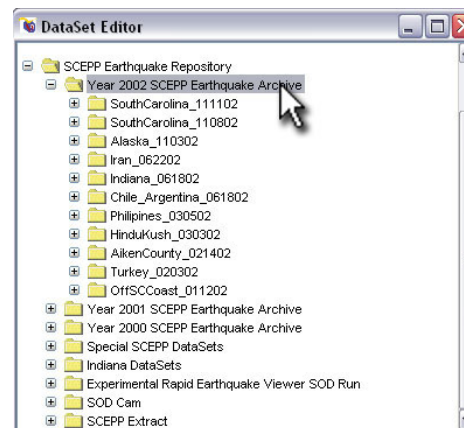 DataSet Editor
SCEPP Earthquake Repository
Year 2002 SCEPP Earthquake Archive
SouthCarolina_111102
SouthCarolina_110802
Alaska_110302
Iran_062202
Indiana_061802
Chile_Argentina_061802
Philipines_030502
HinduKush_030302
AikenCounty_021402
Turkey_020302
OffSCCoast_011202
Year 2001 SCEPP Earthquake Archive
Year 2000 SCEPP Earthquake Archive
Special SCEPP DataSets
Indiana DataSets
Experimental Rapid Earthquake Viewer SOD Run
SOD Cam
SCEPP Extract